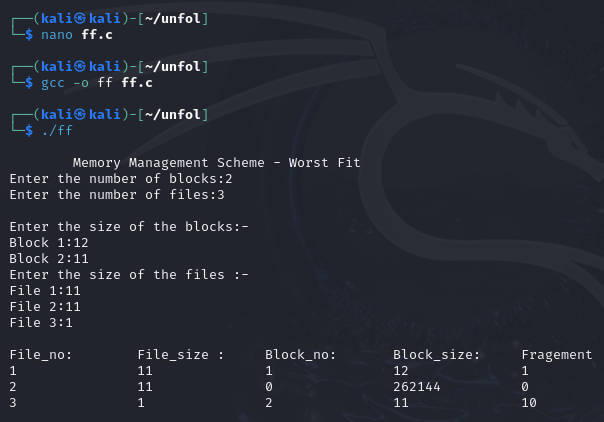 ┌──(kali㉿kali)-[~/unfol]
└─$ nano ff.c
┌──(kali㉿kali)-[~/unfol]
└─$ gcc -o ff ff.c
┌──(kali㉿kali)-[~/unfol]
└─$ ./ff
Memory Management Scheme - Worst Fit
Enter the number of blocks:2
Enter the number of files:3
Enter the size of the blocks:-
Block 1:12
Block 2:11
Enter the size of the files :-
File 1:11
File 2:11
File 3:1
File_no: File_size : Block_no: Block_size: Fragement
1 11 1 12 1
2 11 0 262144 0
3 1 2 11 10